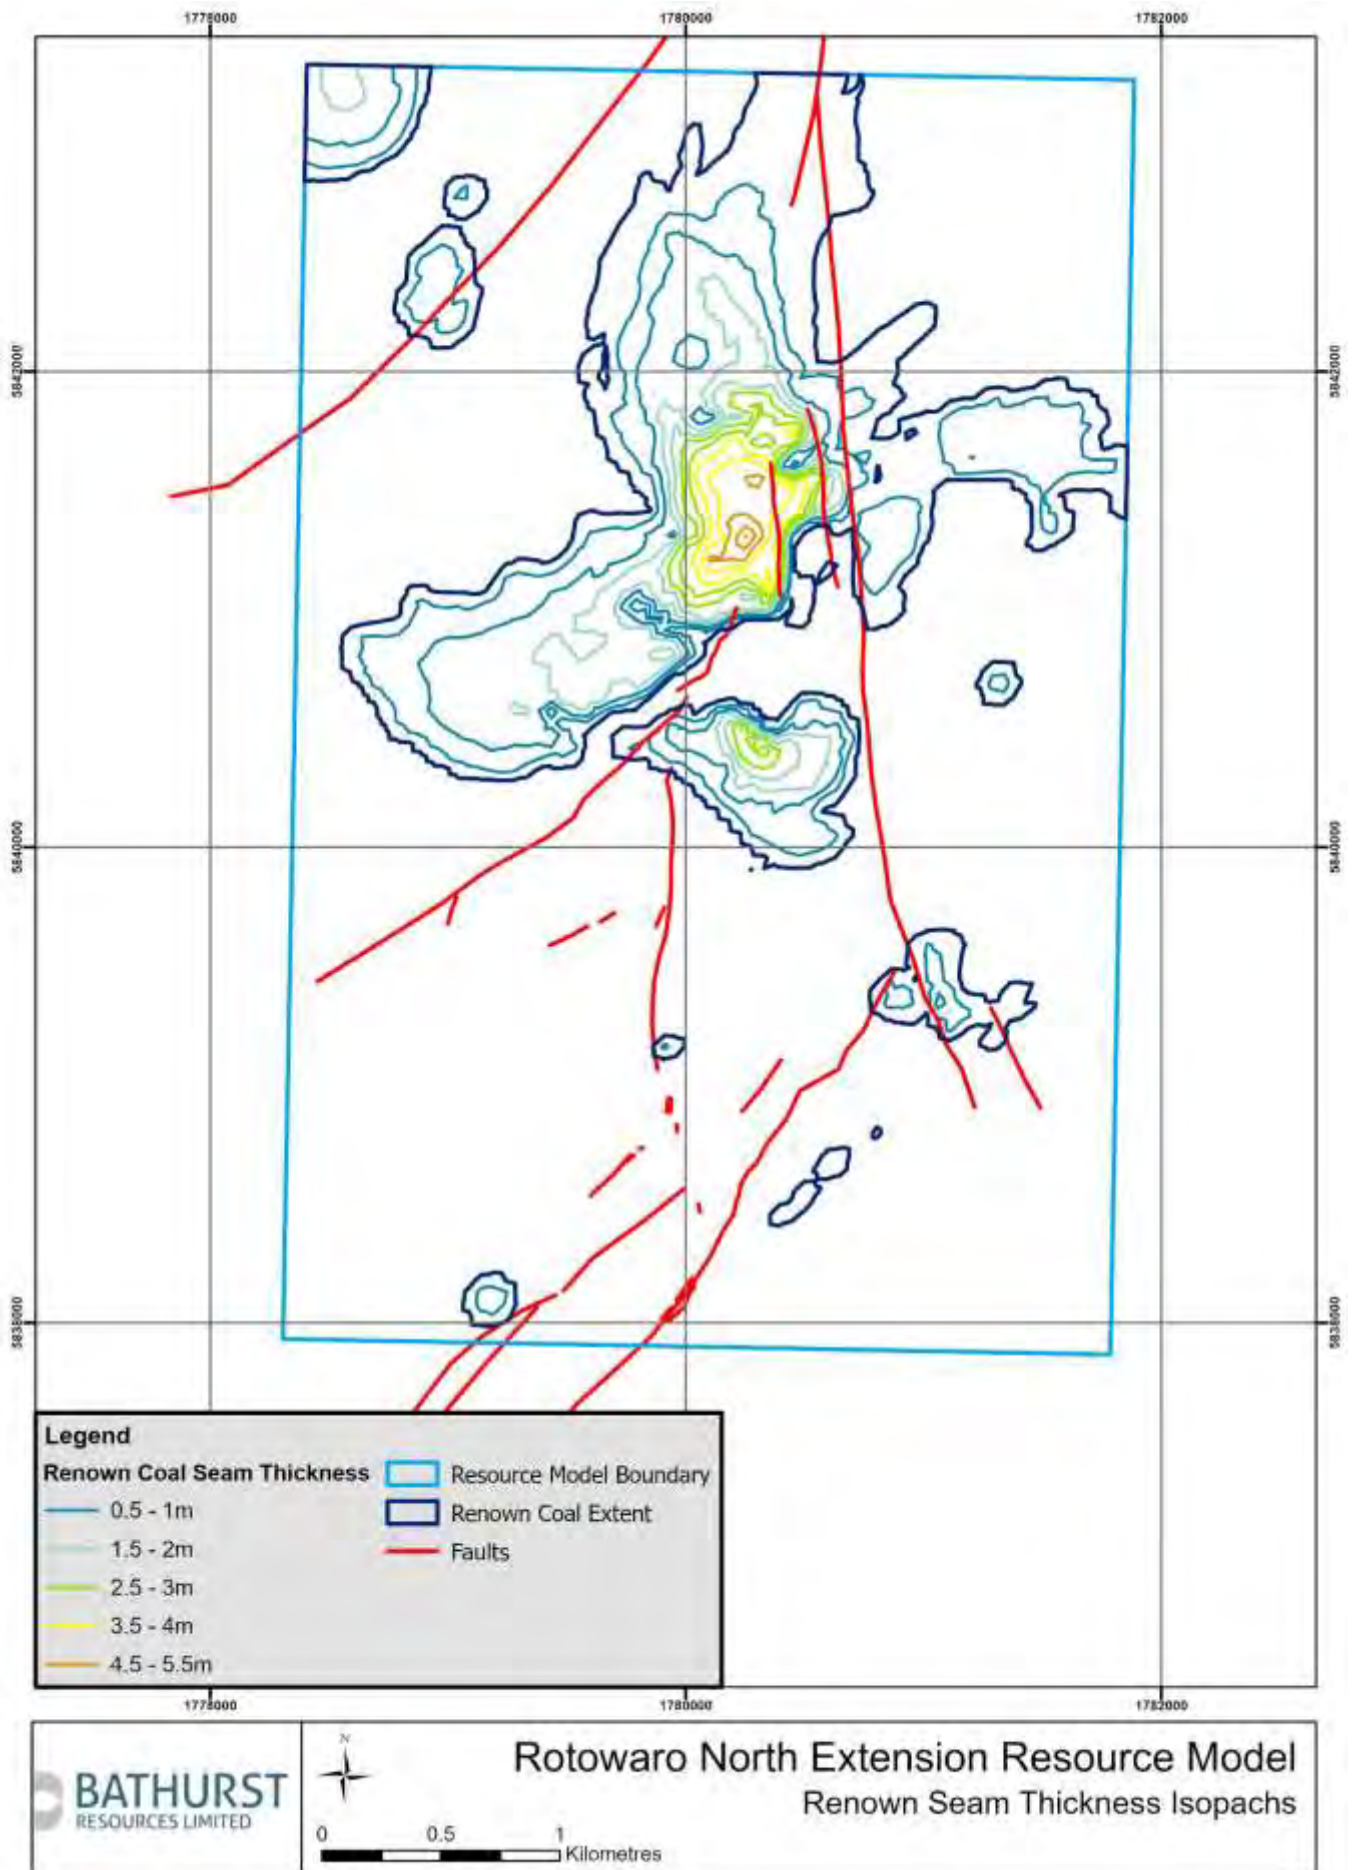 1778000 1780000 1782000
5842000 5842000
5840000 5840000
5838000 5838000
Legend
Renown Coal Seam Thickness
0.5 - 1m
1.5 - 2m
2.5 - 3m
3.5 - 4m
4.5 - 5.5m
Resource Model Boundary
Renown Coal Extent
Faults
1778000 1780000 1782000
BATHURST
RESOURCES LIMITED
N
0 0.5 1
Kilometres
Rotowaro North Extension Resource Model
Renown Seam Thickness Isopachs